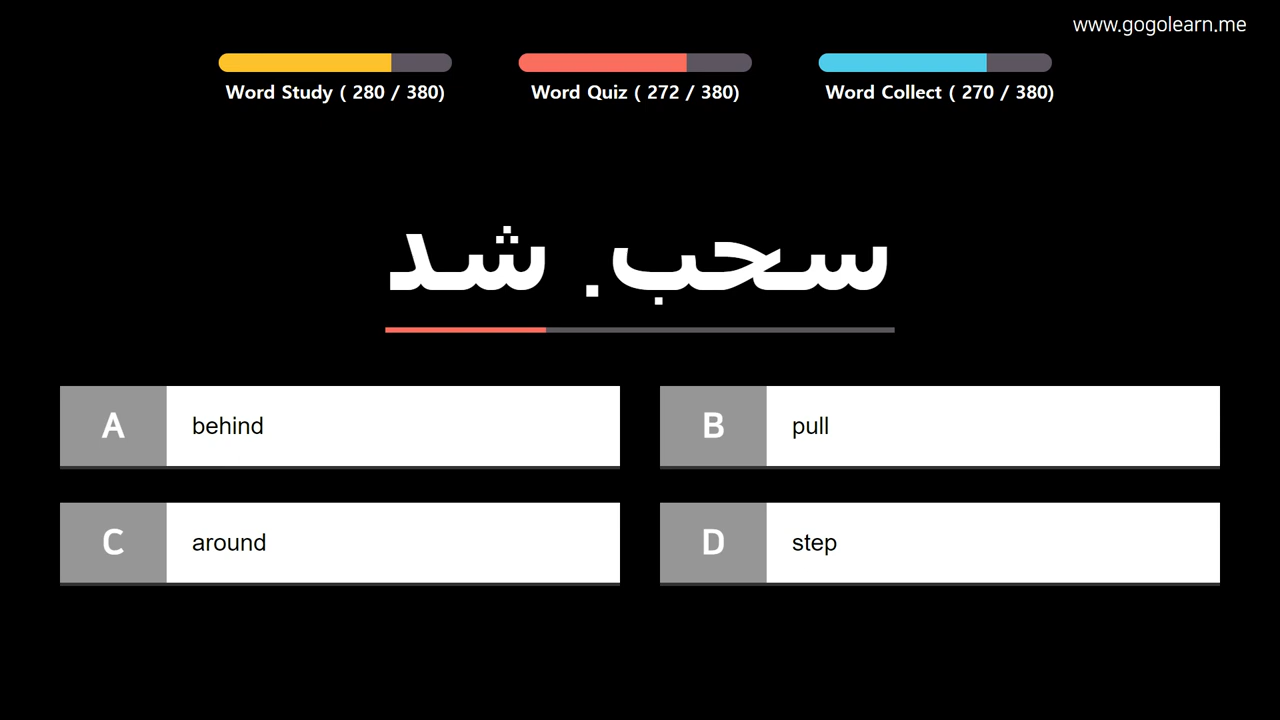 www.gogolearn.me
Word Study ( 280 / 380)
Word Quiz ( 272 / 380)
Word Collect ( 270 / 380)
سحب. شد
A behind
B pull
C around
D step